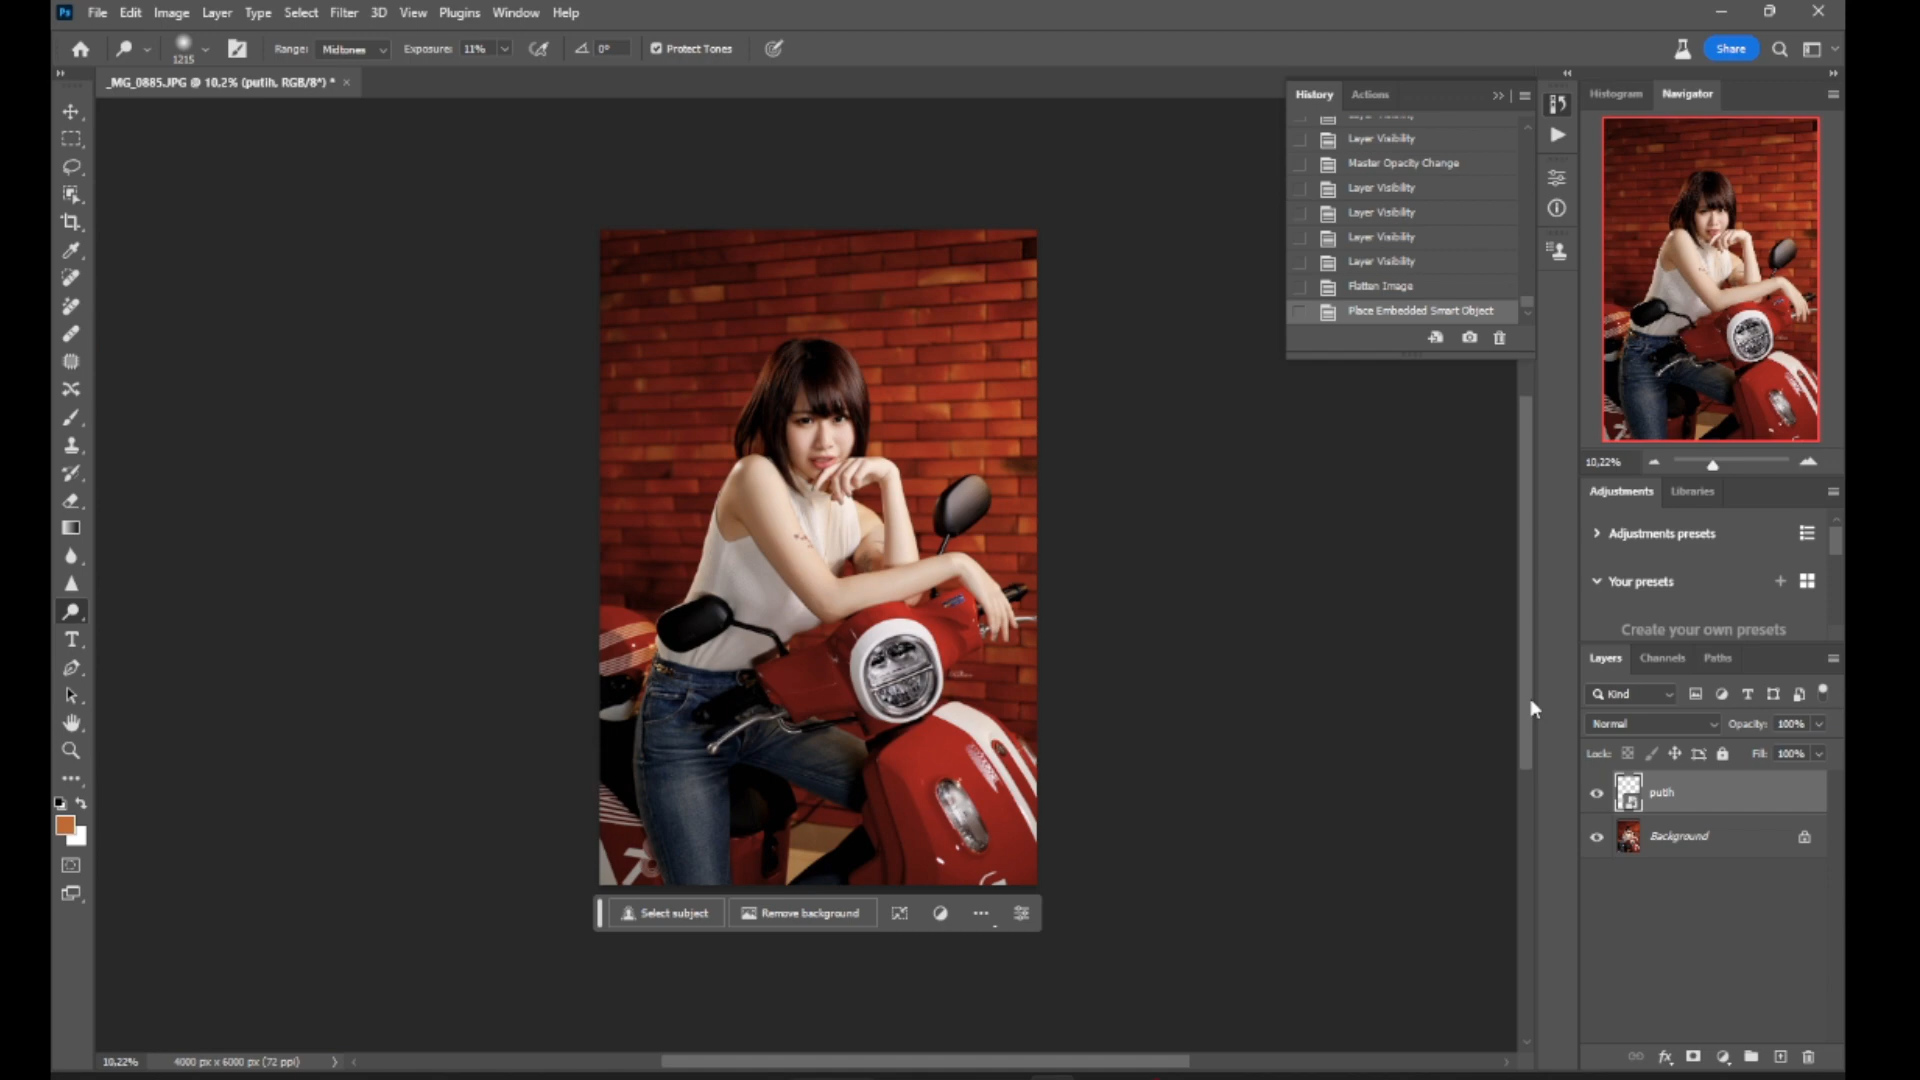 Ps File Edit Image Layer Type Select Filter 3D View Plugins Window Help
1215 Range: Midtones Exposure: 11% 0° Protect Tones Share
_MG_0885.JPG @ 10,2% (putih, RGB/8*) * ×
History Actions
Layer Visibility
Layer Visibility
Master Opacity Change
Layer Visibility
Layer Visibility
Layer Visibility
Layer Visibility
Flatten Image
Place Embedded Smart Object
Histogram Navigator
10,22%
Adjustments Libraries
Adjustments presets
Your presets
Create your own presets
Layers Channels Paths
Kind
Normal Opacity: 100%
Lock: Fill: 100%
putih
Background
Select subject Remove background
10,22% 4000 px x 6000 px (72 ppi)